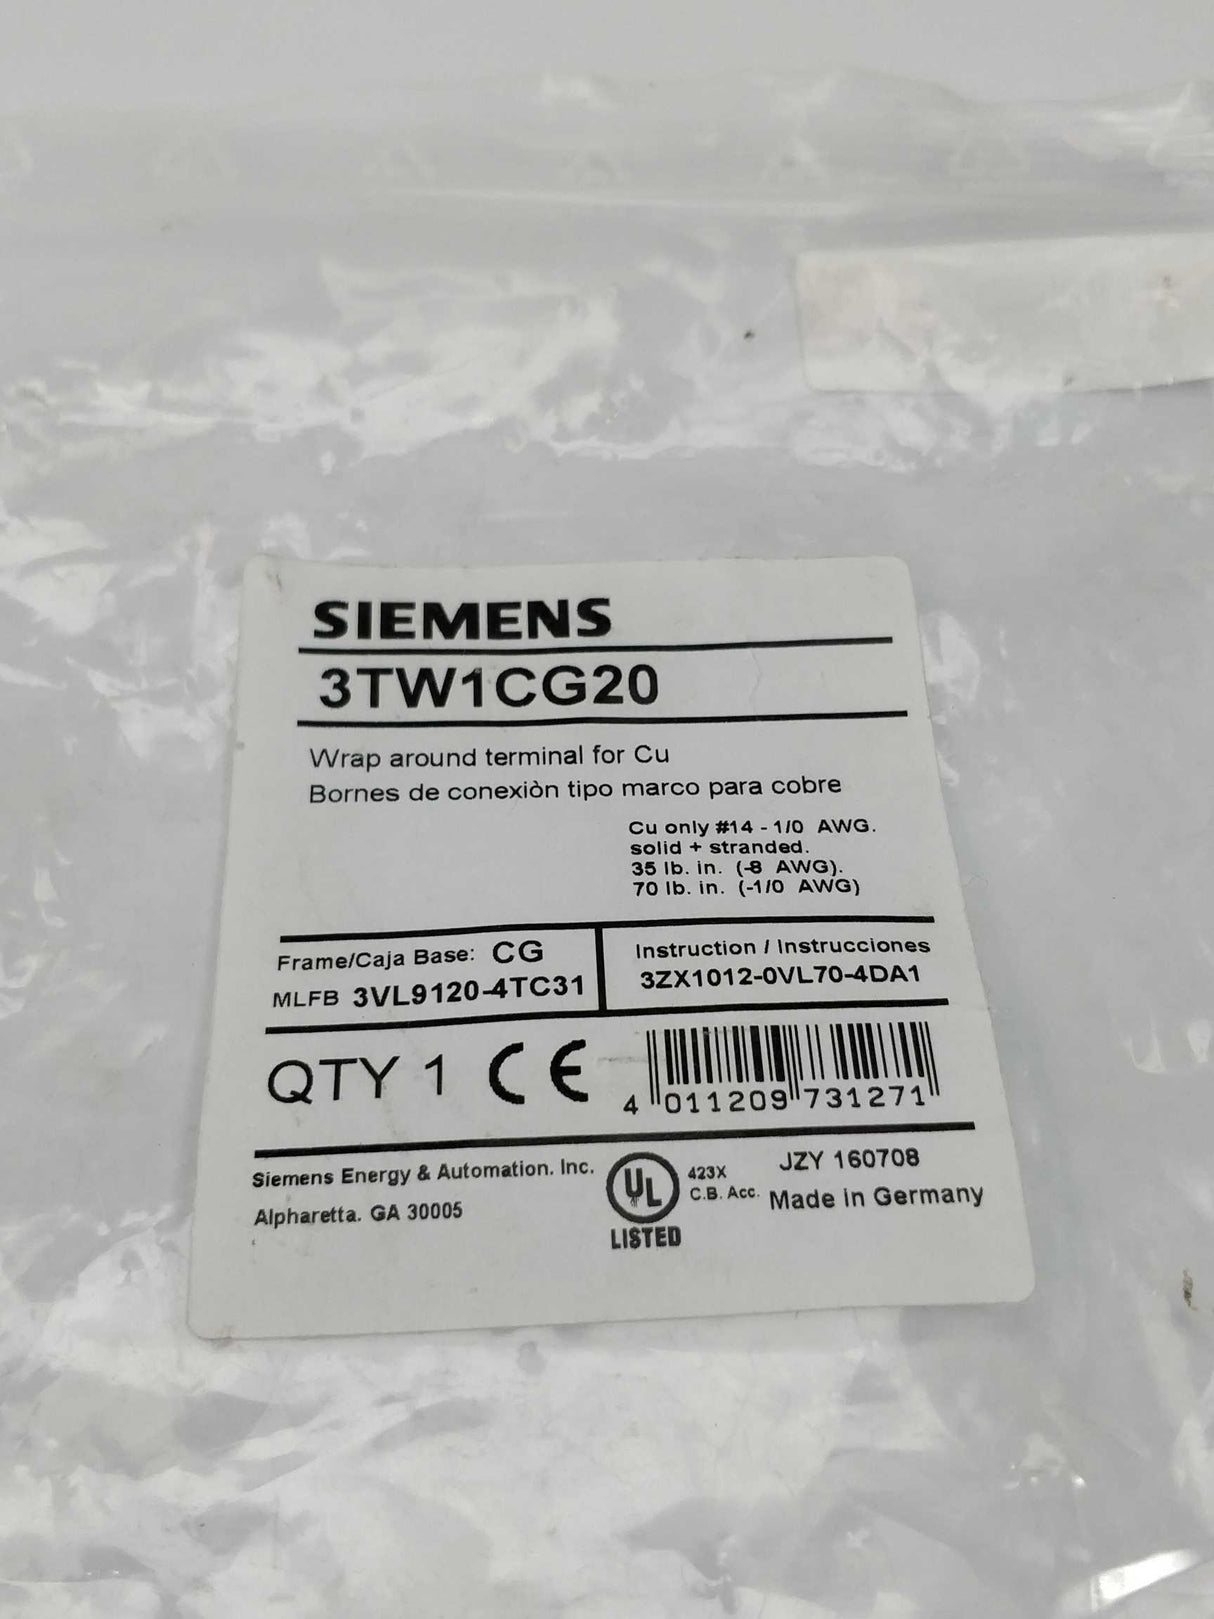 SIEMENS
3TW1CG20
Wrap around terminal for Cu
Bornes de conexiòn tipo marco para cobre
Cu only #14 - 1/0 AWG.
solid + stranded.
35 lb. in. (-8 AWG).
70 lb. in. (-1/0 AWG)
Frame/Caja Base: CG
MLFB 3VL9120-4TC31
Instruction / Instrucciones
3ZX1012-0VL70-4DA1
QTY 1 CE
4 011209 731271
Siemens Energy & Automation. Inc.
Alpharetta. GA 30005
UL
LISTED
423X
C.B. Acc.
JZY 160708
Made in Germany